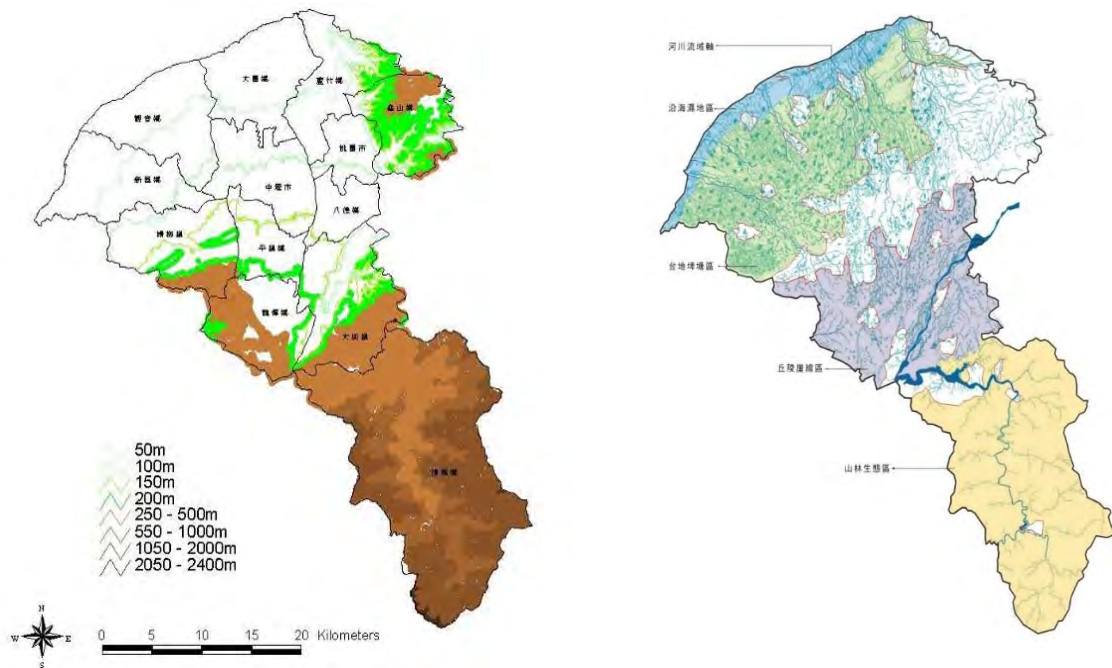 大園鄉
蘆竹鄉
龜山鄉
觀音鄉
桃園市
新屋鄉
中壢市
八德鄉
楊梅鎮
平鎮鄉
龍潭鄉
大溪鎮
復興鄉
50m
100m
150m
200m
250 - 500m
550 - 1000m
1050 - 2000m
2050 - 2400m
N
W
E
S
0 5 10 15 20 Kilometers
河川流域軸
沿海濕地區
台地埤塘區
丘陵崖線區
山林生態區